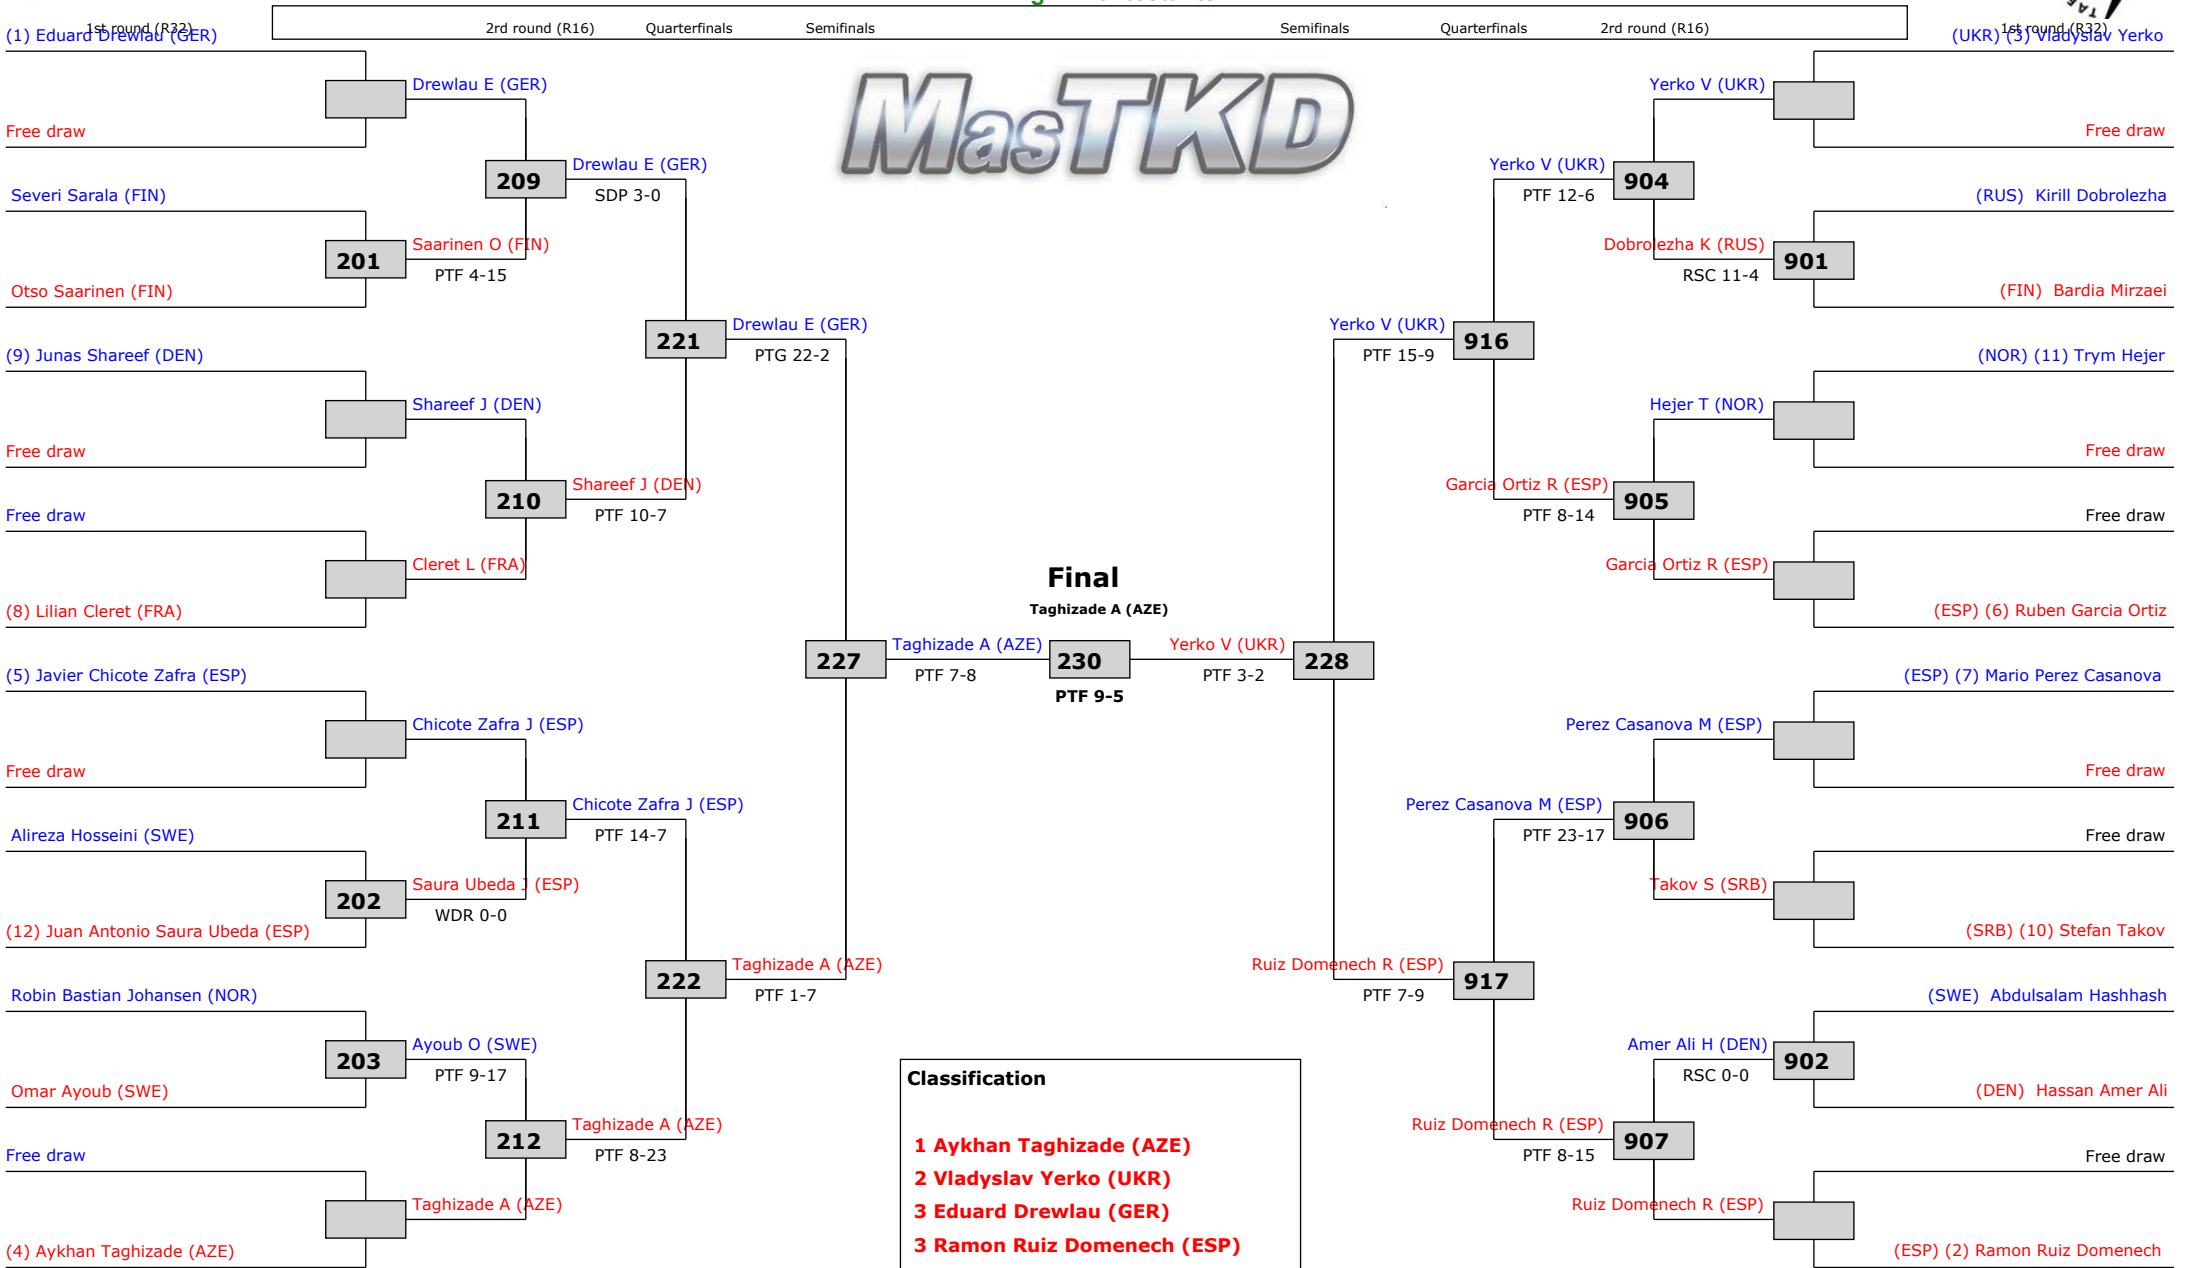 1st round (R32)
2nd round (R16)
Quarterfinals
Semifinals
Semifinals
Quarterfinals
2nd round (R16)
1st round (R32)
MasTKD
(1) Eduard Drewlau (GER)
Free draw
Severi Sarala (FIN)
Otso Saarinen (FIN)
(9) Junas Shareef (DEN)
Free draw
Free draw
(8) Lilian Cleret (FRA)
(5) Javier Chicote Zafra (ESP)
Free draw
Alireza Hosseini (SWE)
(12) Juan Antonio Saura Ubeda (ESP)
Robin Bastian Johansen (NOR)
Omar Ayoub (SWE)
Free draw
(4) Aykhan Taghizade (AZE)
Drewlau E (GER)
201
Saarinen O (FIN)
PTF 4-15
Shareef J (DEN)
Cleret L (FRA)
Chicote Zafra J (ESP)
202
Saura Ubeda J (ESP)
WDR 0-0
203
Ayoub O (SWE)
PTF 9-17
Taghizade A (AZE)
209
Drewlau E (GER)
SDP 3-0
210
Shareef J (DEN)
PTF 10-7
211
Chicote Zafra J (ESP)
PTF 14-7
212
Taghizade A (AZE)
PTF 8-23
221
Drewlau E (GER)
PTG 22-2
222
Taghizade A (AZE)
PTF 1-7
227
Taghizade A (AZE)
PTF 7-8
Final
Taghizade A (AZE)
230
PTF 9-5
Yerko V (UKR)
PTF 3-2
228
Yerko V (UKR)
PTF 15-9
916
Ruiz Domenech R (ESP)
PTF 7-9
917
Yerko V (UKR)
PTF 12-6
904
Garcia Ortiz R (ESP)
PTF 8-14
905
Perez Casanova M (ESP)
PTF 23-17
906
Ruiz Domenech R (ESP)
PTF 8-15
907
Yerko V (UKR)
Dobrolezha K (RUS)
RSC 11-4
901
Hejer T (NOR)
Garcia Ortiz R (ESP)
Perez Casanova M (ESP)
Takov S (SRB)
Amer Ali H (DEN)
RSC 0-0
902
Ruiz Domenech R (ESP)
(UKR) (3) Vladyslav Yerko
Free draw
(RUS) Kirill Dobrolezha
(FIN) Bardia Mirzaei
(NOR) (11) Trym Hejer
Free draw
Free draw
(ESP) (6) Ruben Garcia Ortiz
(ESP) (7) Mario Perez Casanova
Free draw
Free draw
(SRB) (10) Stefan Takov
(SWE) Abdulsalam Hashhash
(DEN) Hassan Amer Ali
Free draw
(ESP) (2) Ramon Ruiz Domenech
Classification
1 Aykhan Taghizade (AZE)
2 Vladyslav Yerko (UKR)
3 Eduard Drewlau (GER)
3 Ramon Ruiz Domenech (ESP)